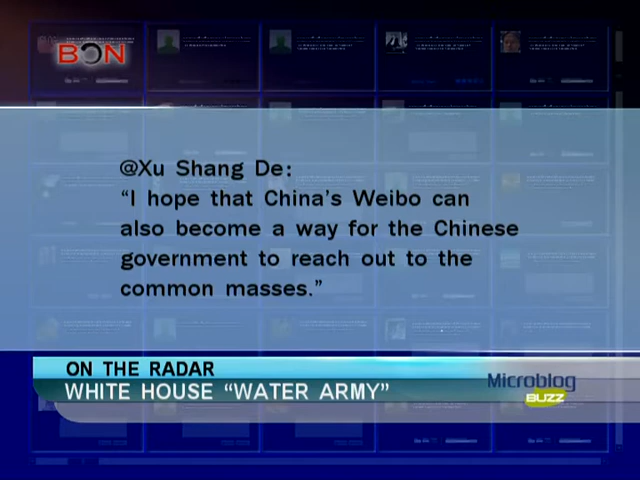 BON
@Xu Shang De:
“I hope that China’s Weibo can
also become a way for the Chinese
government to reach out to the
common masses.”
ON THE RADAR
WHITE HOUSE “WATER ARMY”
Microblog
BUZZ